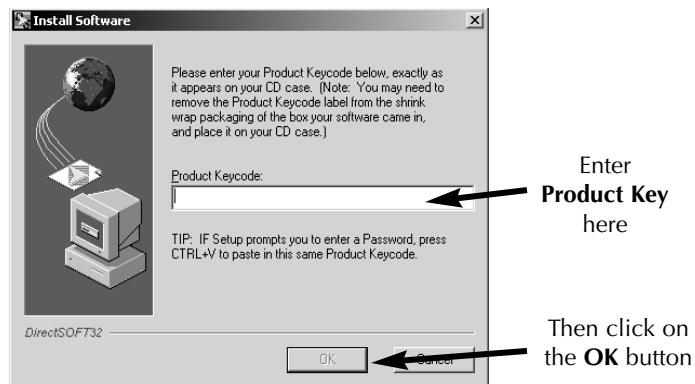 Install Software
Please enter your Product Keycode below, exactly as
it appears on your CD case. (Note: You may need to
remove the Product Keycode label from the shrink
wrap packaging of the box your software came in,
and place it on your CD case.)
Product Keycode:
Enter
Product Key
here
TIP: IF Setup prompts you to enter a Password, press
CTRL+V to paste in this same Product Keycode.
DirectSOFT32
OK
Cancel
Then click on
the OK button